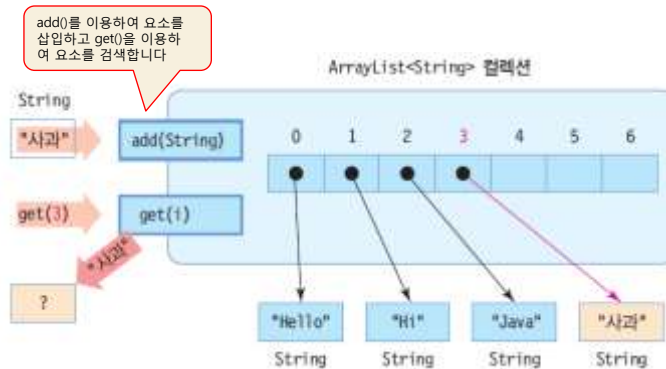 add()를 이용하여 요소를
삽입하고 get()을 이용하
여 요소를 검색합니다
ArrayList<String> 컬렉션
String
"사과"
add(String)
0 1 2 3 4 5 6
get(3)
get(i)
"사과"
?
"Hello" "Hi" "Java" "사과"
String String String String